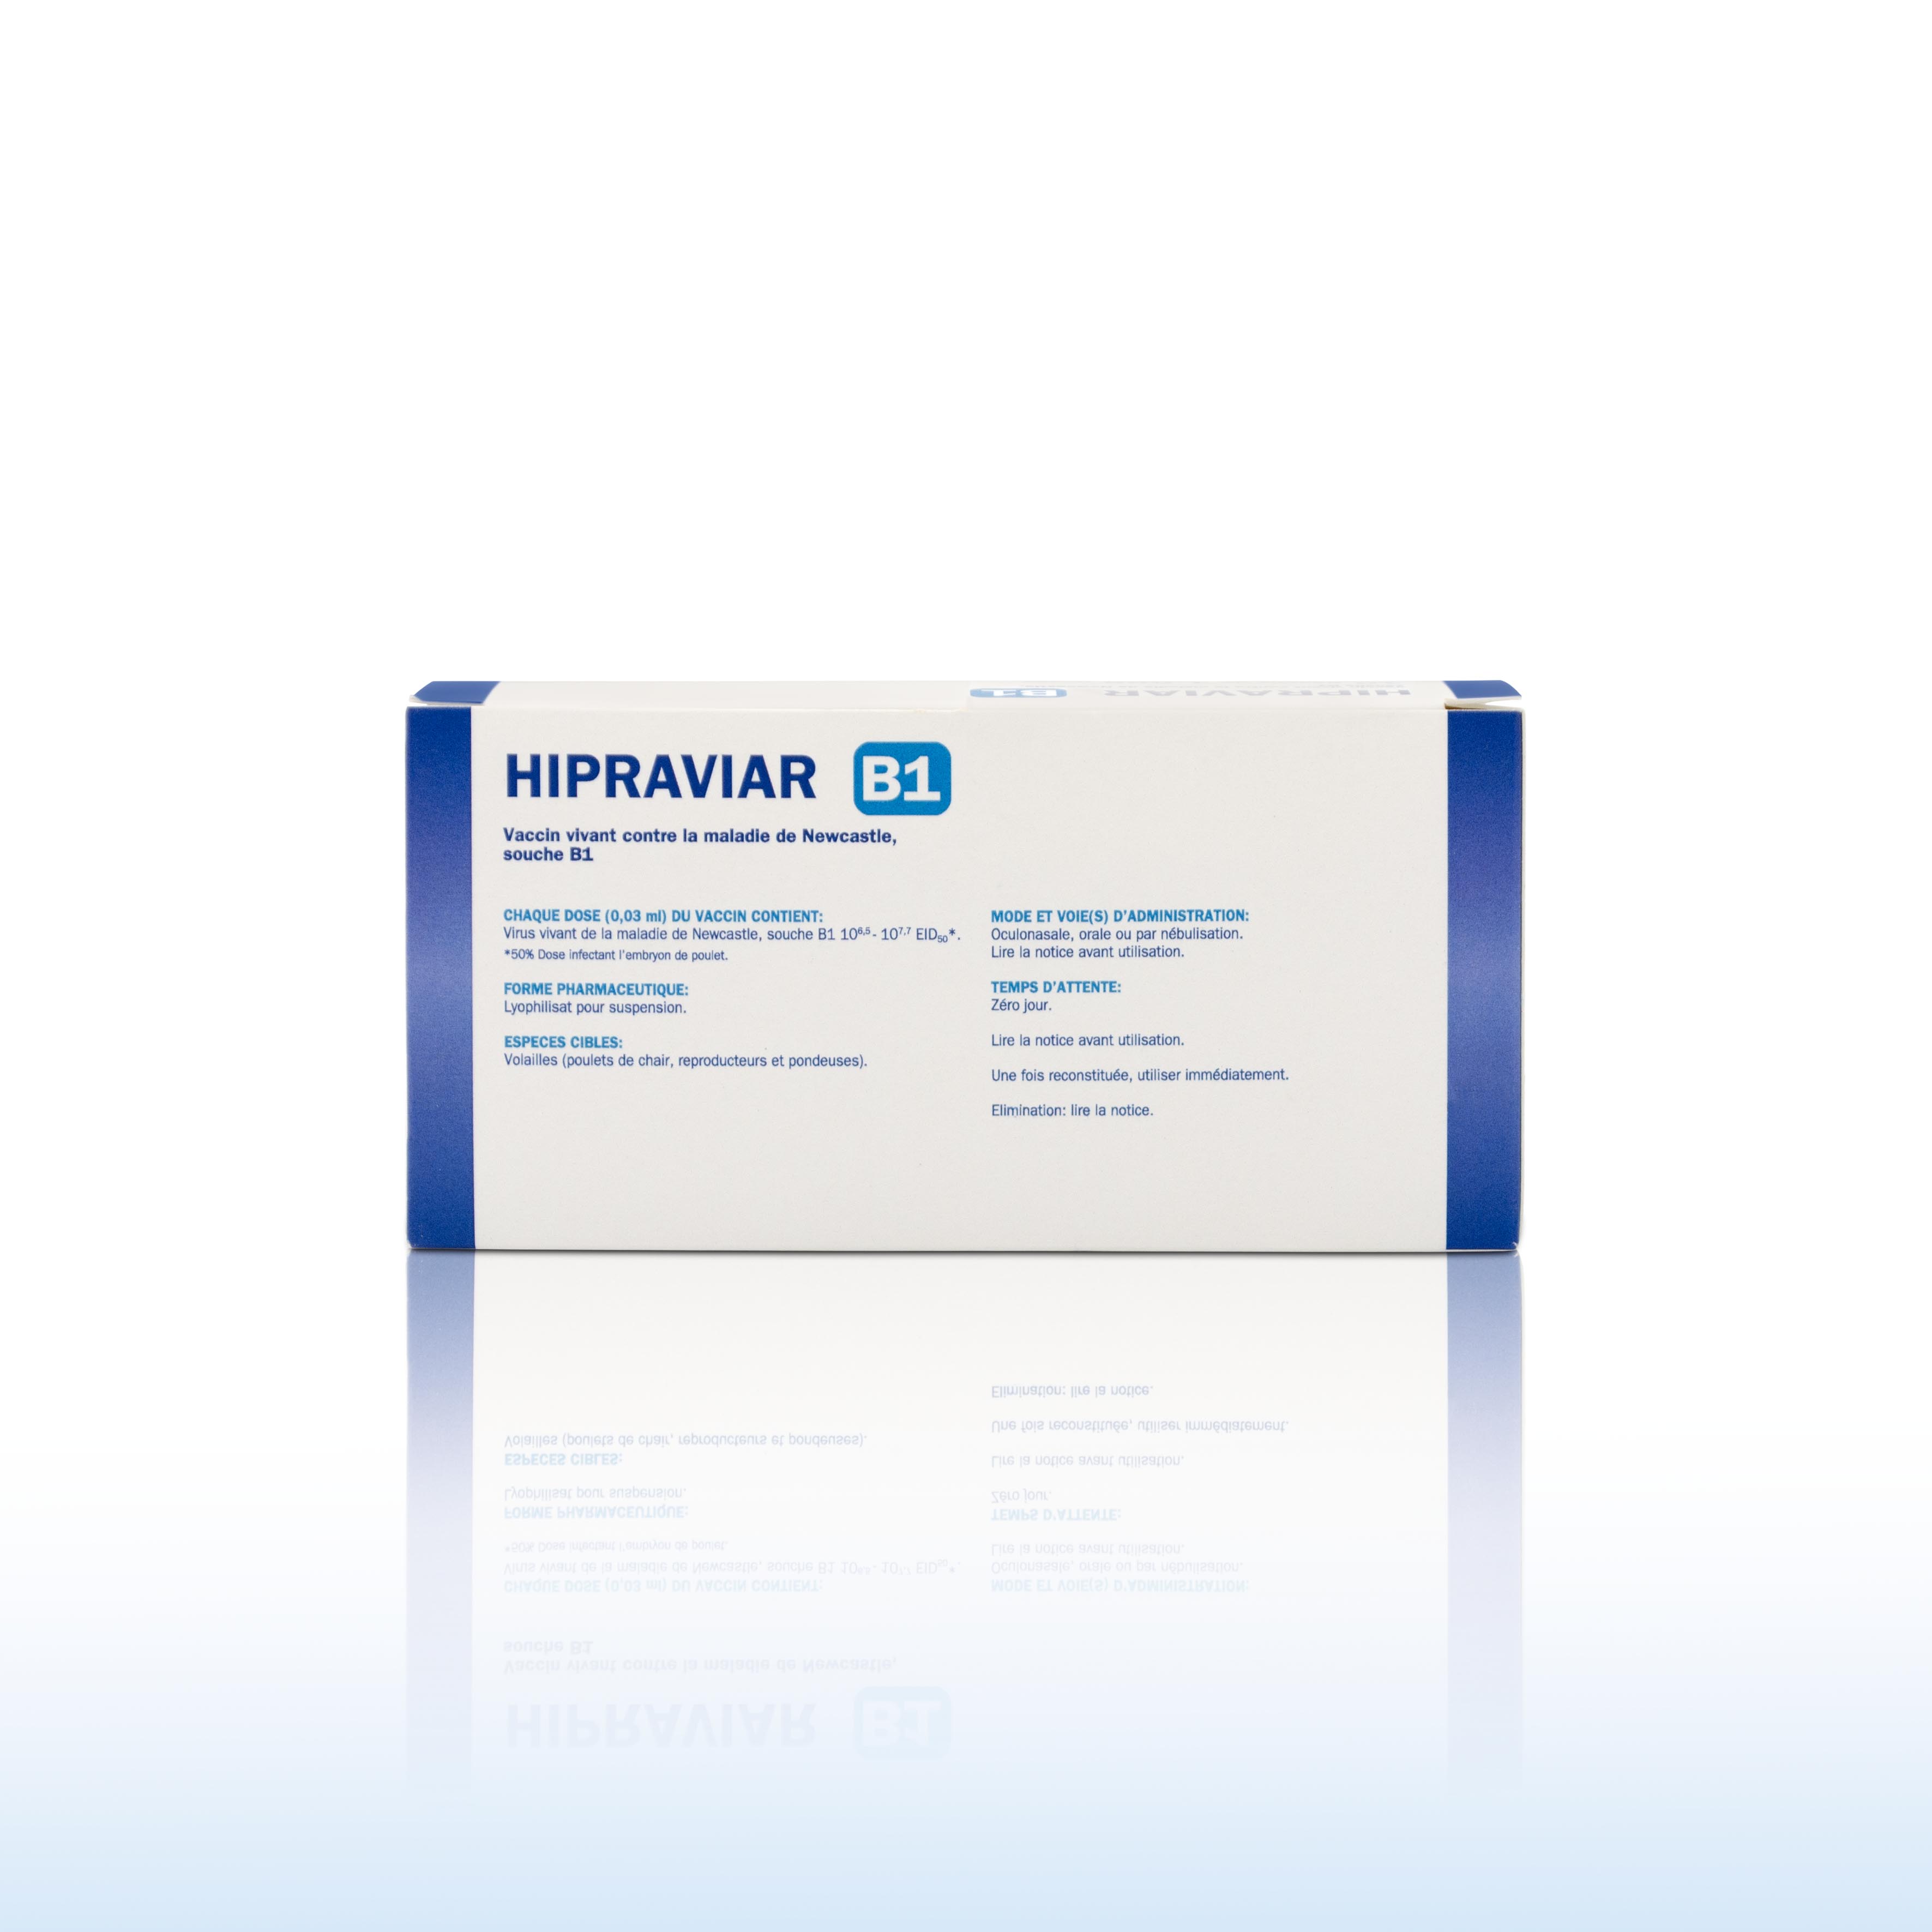 HIPRAVIAR B1
HIPRAVIAR B1
Vaccin vivant contre la maladie de Newcastle,
souche B1
CHAQUE DOSE (0,03 ml) DU VACCIN CONTIENT:
Virus vivant de la maladie de Newcastle, souche B1 10⁶,⁵- 10⁷,⁷ EID₅₀*.
*50% Dose infectant l'embryon de poulet.
FORME PHARMACEUTIQUE:
Lyophilisat pour suspension.
ESPECES CIBLES:
Volailles (poulets de chair, reproducteurs et pondeuses).
MODE ET VOIE(S) D'ADMINISTRATION:
Oculonasale, orale ou par nébulisation.
Lire la notice avant utilisation.
TEMPS D'ATTENTE:
Zéro jour.
Lire la notice avant utilisation.
Une fois reconstituée, utiliser immédiatement.
Elimination: lire la notice.